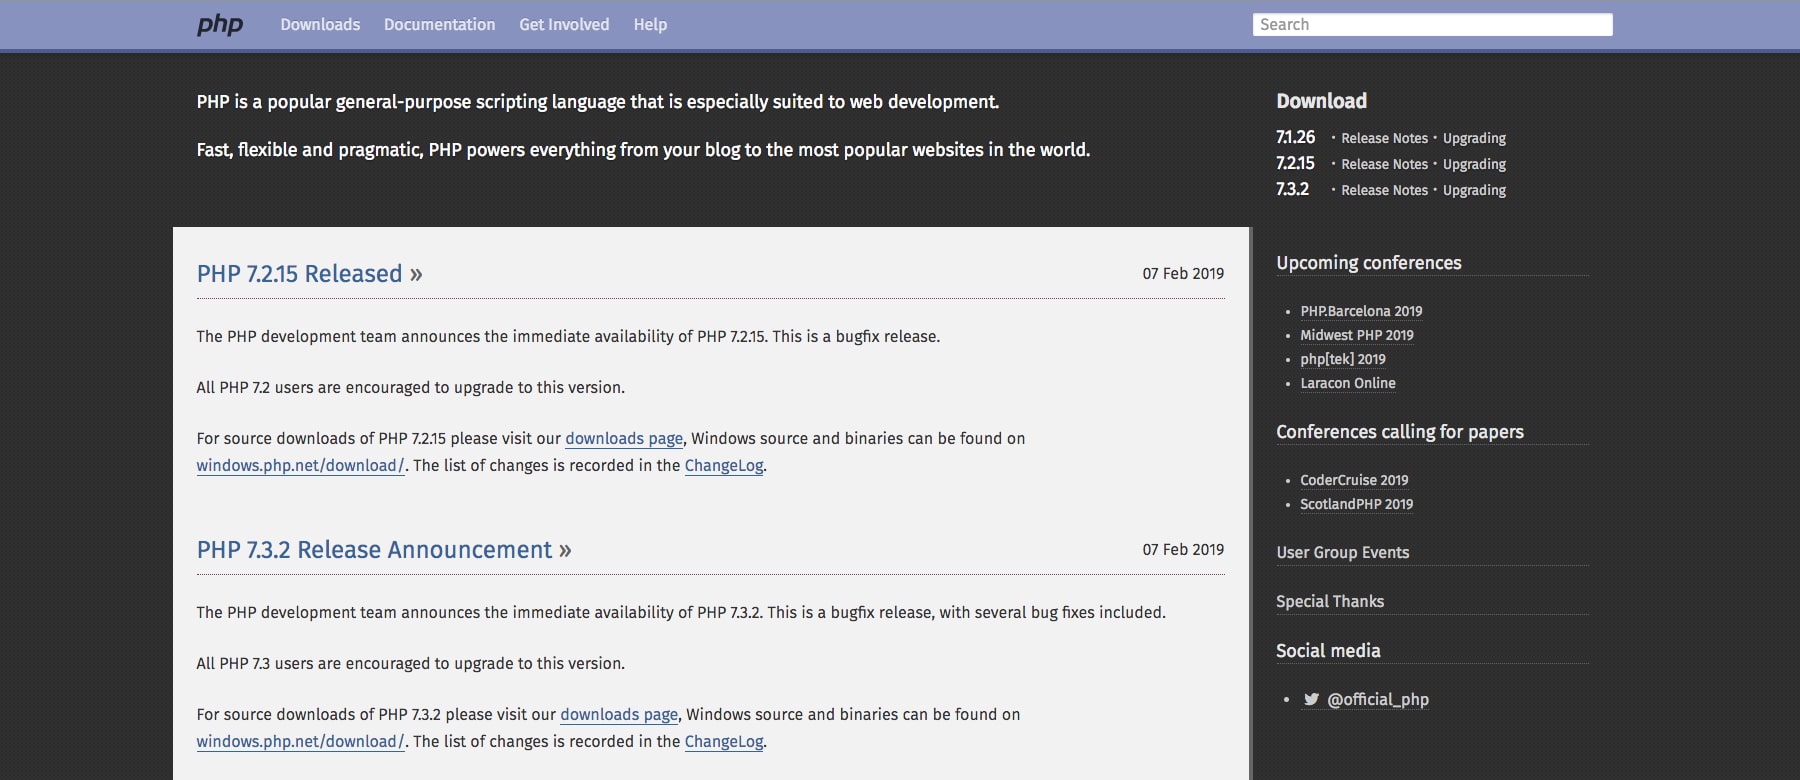 php Downloads Documentation Get Involved Help Search
PHP is a popular general-purpose scripting language that is especially suited to web development.
Fast, flexible and pragmatic, PHP powers everything from your blog to the most popular websites in the world.
Download
7.1.26 · Release Notes · Upgrading
7.2.15 · Release Notes · Upgrading
7.3.2 · Release Notes · Upgrading
PHP 7.2.15 Released » 07 Feb 2019
The PHP development team announces the immediate availability of PHP 7.2.15. This is a bugfix release.
All PHP 7.2 users are encouraged to upgrade to this version.
For source downloads of PHP 7.2.15 please visit our downloads page, Windows source and binaries can be found on
windows.php.net/download/. The list of changes is recorded in the ChangeLog.
PHP 7.3.2 Release Announcement » 07 Feb 2019
The PHP development team announces the immediate availability of PHP 7.3.2. This is a bugfix release, with several bug fixes included.
All PHP 7.3 users are encouraged to upgrade to this version.
For source downloads of PHP 7.3.2 please visit our downloads page, Windows source and binaries can be found on
windows.php.net/download/. The list of changes is recorded in the ChangeLog.
Upcoming conferences
• PHP.Barcelona 2019
• Midwest PHP 2019
• php[tek] 2019
• Laracon Online
Conferences calling for papers
• CoderCruise 2019
• ScotlandPHP 2019
User Group Events
Special Thanks
Social media
• @official_php